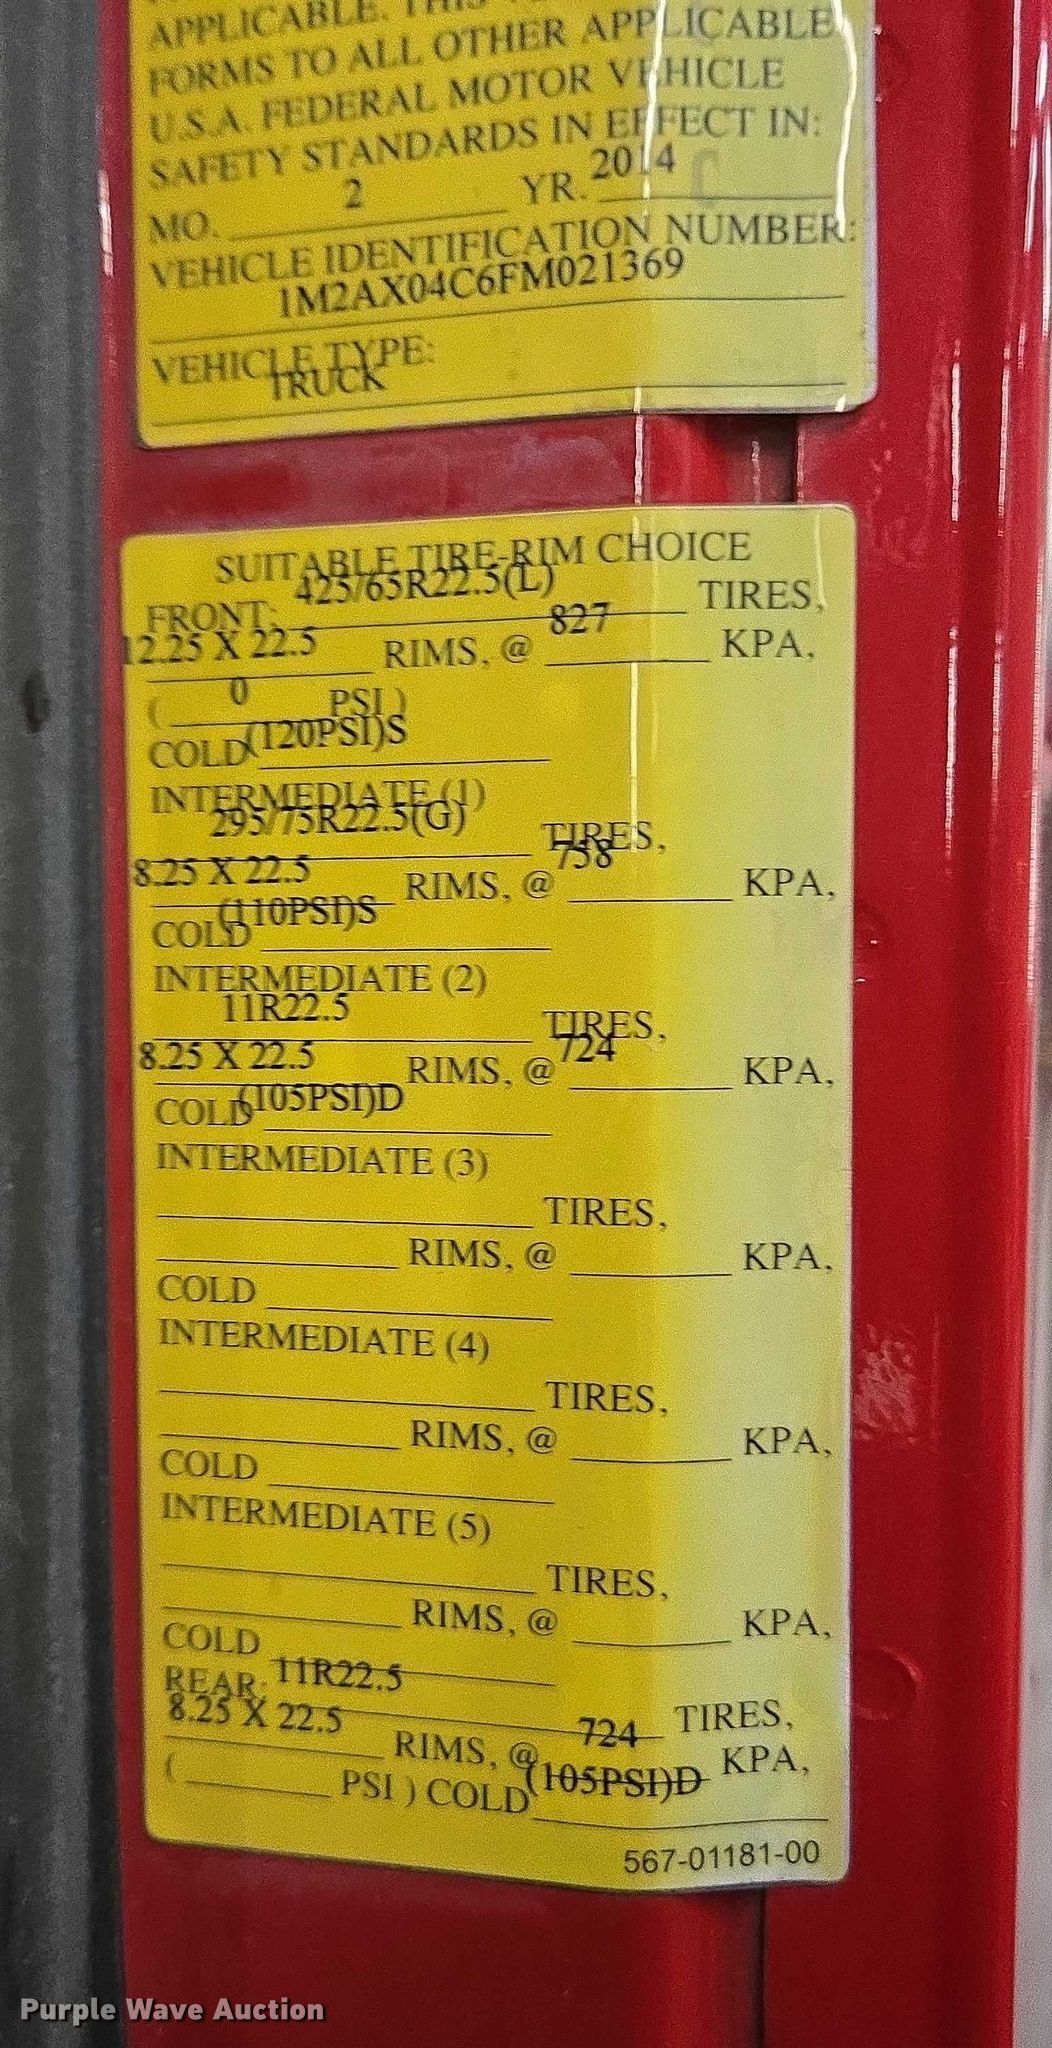 APPLICABLE. THIS
FORMS TO ALL OTHER APPLICABLE
U.S.A. FEDERAL MOTOR VEHICLE
SAFETY STANDARDS IN EFFECT IN:
MO. 2 YR. 2014
VEHICLE IDENTIFICATION NUMBER:
1M2AX04C6FM021369
VEHICLE TYPE:
TRUCK
SUITABLE TIRE-RIM CHOICE
FRONT: 425/65R22.5(L) TIRES,
12.25 X 22.5 RIMS, @ 827 KPA,
( 0 PSI )
COLD (120PSI)S
INTERMEDIATE (1)
295/75R22.5(G) TIRES,
8.25 X 22.5 RIMS, @ 758 KPA,
COLD (110PSI)S
INTERMEDIATE (2)
11R22.5 TIRES,
8.25 X 22.5 RIMS, @ 724 KPA,
COLD (105PSI)D
INTERMEDIATE (3)
TIRES,
RIMS, @ KPA,
COLD
INTERMEDIATE (4)
TIRES,
RIMS, @ KPA,
COLD
INTERMEDIATE (5)
TIRES,
RIMS, @ KPA,
COLD
REAR: 11R22.5 TIRES,
8.25 X 22.5 RIMS, @ 724 KPA,
( PSI ) COLD (105PSI)D
567-01181-00
Purple Wave Auction